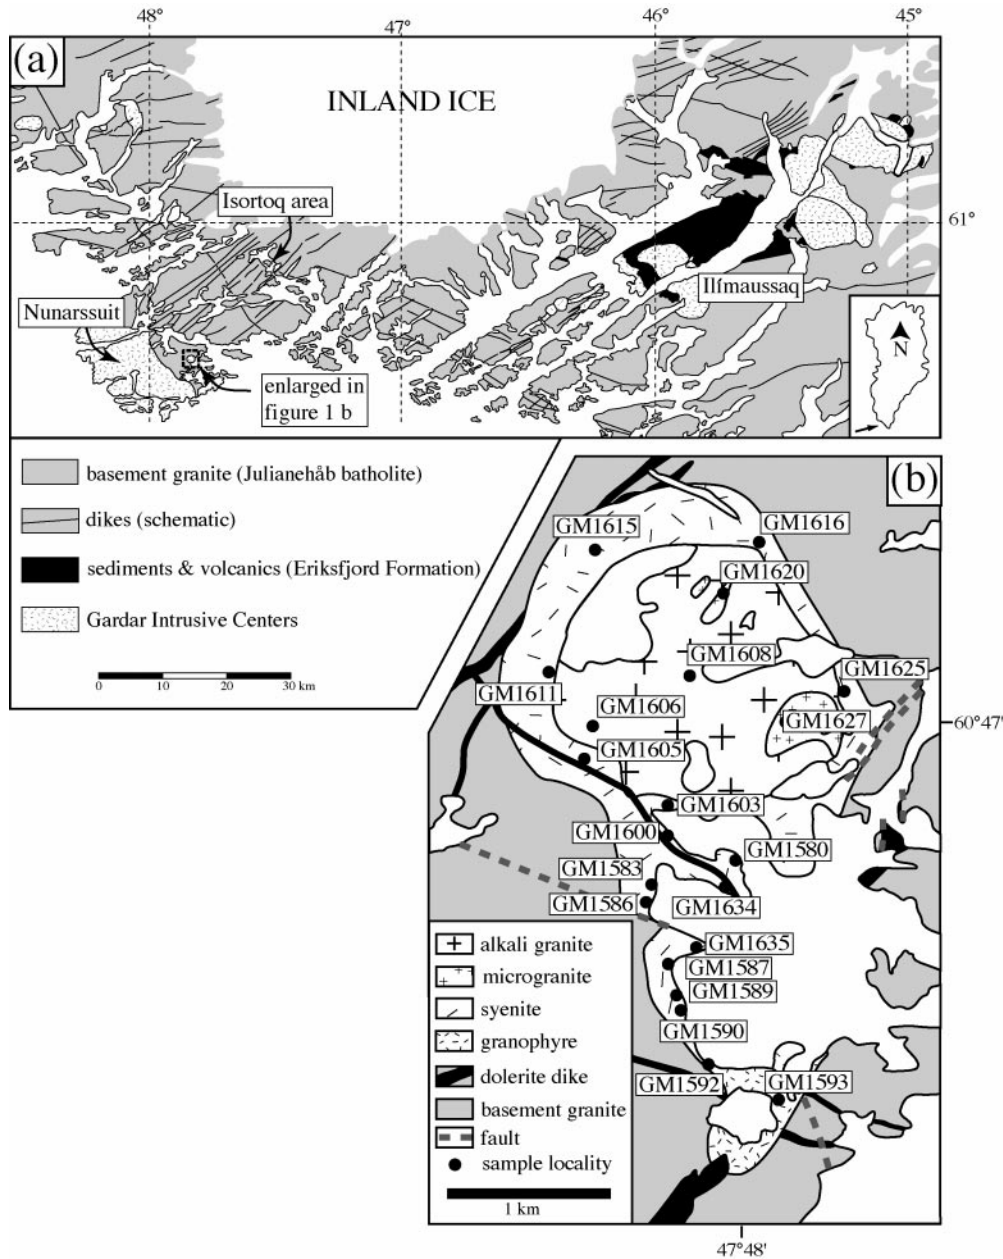 48°
47°
46°
45°
(a)
INLAND ICE
Isortoq area
61°
Nunarssuit
Ilímaussaq
enlarged in
figure 1 b
N
basement granite (Julianehåb batholite)
dikes (schematic)
sediments & volcanics (Eriksfjord Formation)
Gardar Intrusive Centers
0 10 20 30 km
(b)
GM1615
GM1616
GM1620
GM1608
GM1625
GM1611
GM1606
GM1627
60°47'
GM1605
GM1603
GM1600
GM1580
GM1583
GM1586
GM1634
GM1635
GM1587
GM1589
GM1590
GM1592
GM1593
alkali granite
microgranite
syenite
granophyre
dolerite dike
basement granite
fault
sample locality
1 km
47°48'